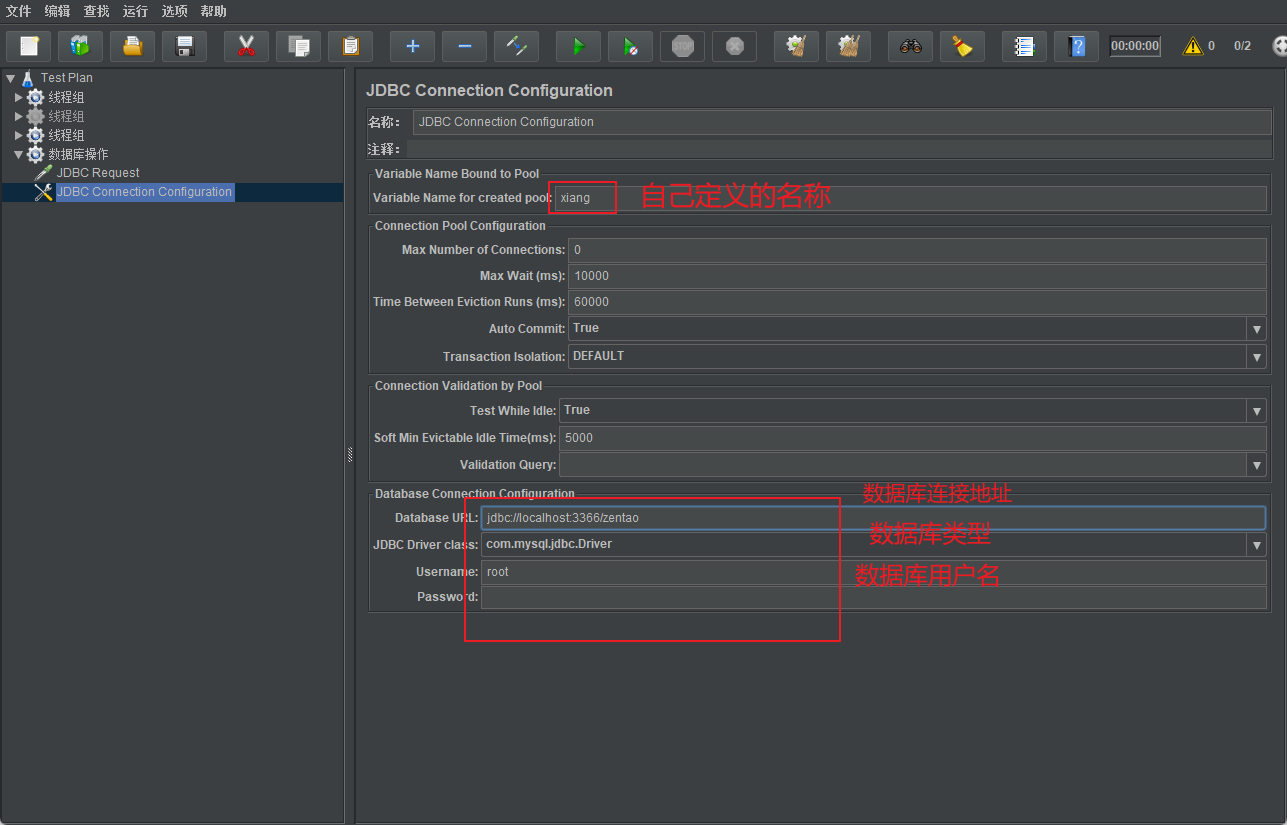 文件 编辑 查找 运行 选项 帮助
00:00:00 0 0/2
Test Plan
线程组
线程组
线程组
数据库操作
JDBC Request
JDBC Connection Configuration
JDBC Connection Configuration
名称： JDBC Connection Configuration
注释：
Variable Name Bound to Pool
Variable Name for created pool: xiang 自己定义的名称
Connection Pool Configuration
Max Number of Connections: 0
Max Wait (ms): 10000
Time Between Eviction Runs (ms): 60000
Auto Commit: True
Transaction Isolation: DEFAULT
Connection Validation by Pool
Test While Idle: True
Soft Min Evictable Idle Time(ms): 5000
Validation Query:
Database Connection Configuration 数据库连接地址
Database URL: jdbc://localhost:3366/zentao
数据库类型
JDBC Driver class: com.mysql.jdbc.Driver
Username: root 数据库用户名
Password: